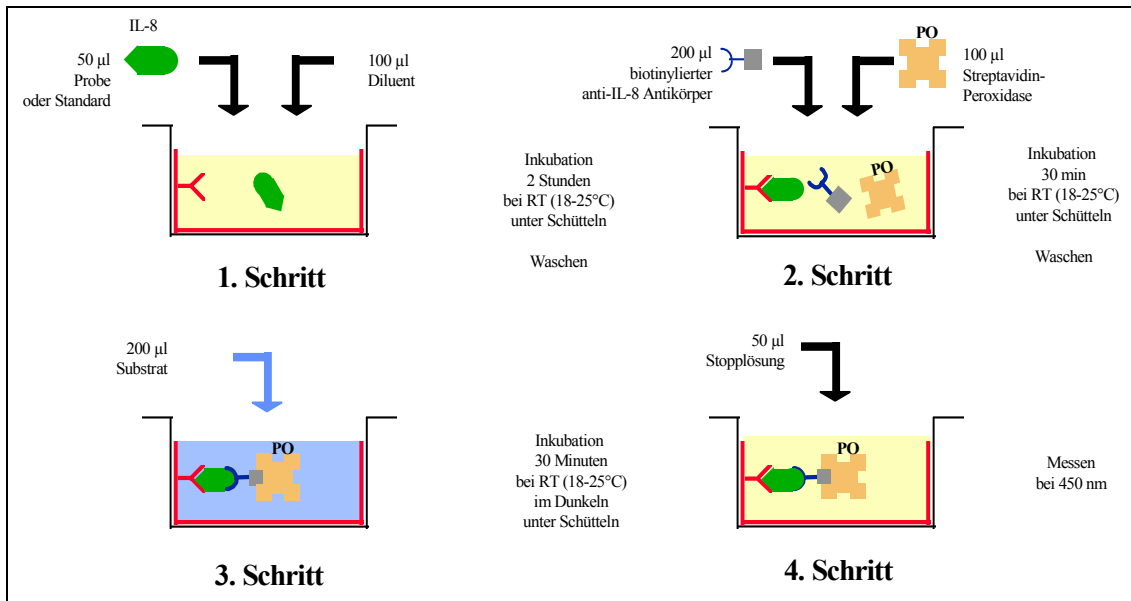 IL-8
50 µl
Probe
oder Standard
100 µl
Diluent
Inkubation
2 Stunden
bei RT (18-25°C)
unter Schütteln
Waschen
1. Schritt
200 µl
biotinylierter
anti-IL-8 Antikörper
PO
100 µl
Streptavidin-
Peroxidase
PO
Inkubation
30 min
bei RT (18-25°C)
unter Schütteln
Waschen
2. Schritt
200 µl
Substrat
PO
Inkubation
30 Minuten
bei RT (18-25°C)
im Dunkeln
unter Schütteln
3. Schritt
50 µl
Stopplösung
PO
Messen
bei 450 nm
4. Schritt